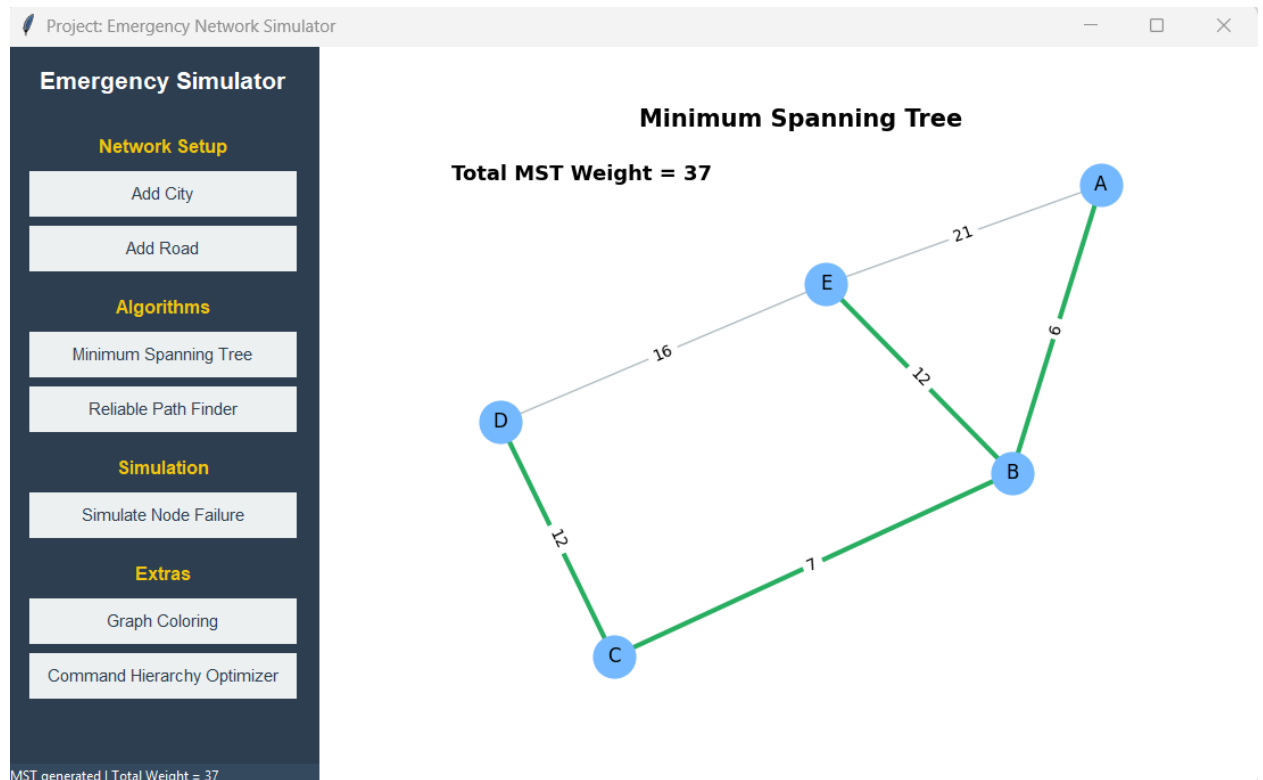 Project: Emergency Network Simulator
Emergency Simulator
Network Setup
Add City
Add Road
Algorithms
Minimum Spanning Tree
Reliable Path Finder
Simulation
Simulate Node Failure
Extras
Graph Coloring
Command Hierarchy Optimizer
MST generated | Total Weight = 37
Minimum Spanning Tree
Total MST Weight = 37
A
21
E
6
16
12
D
B
12
7
C